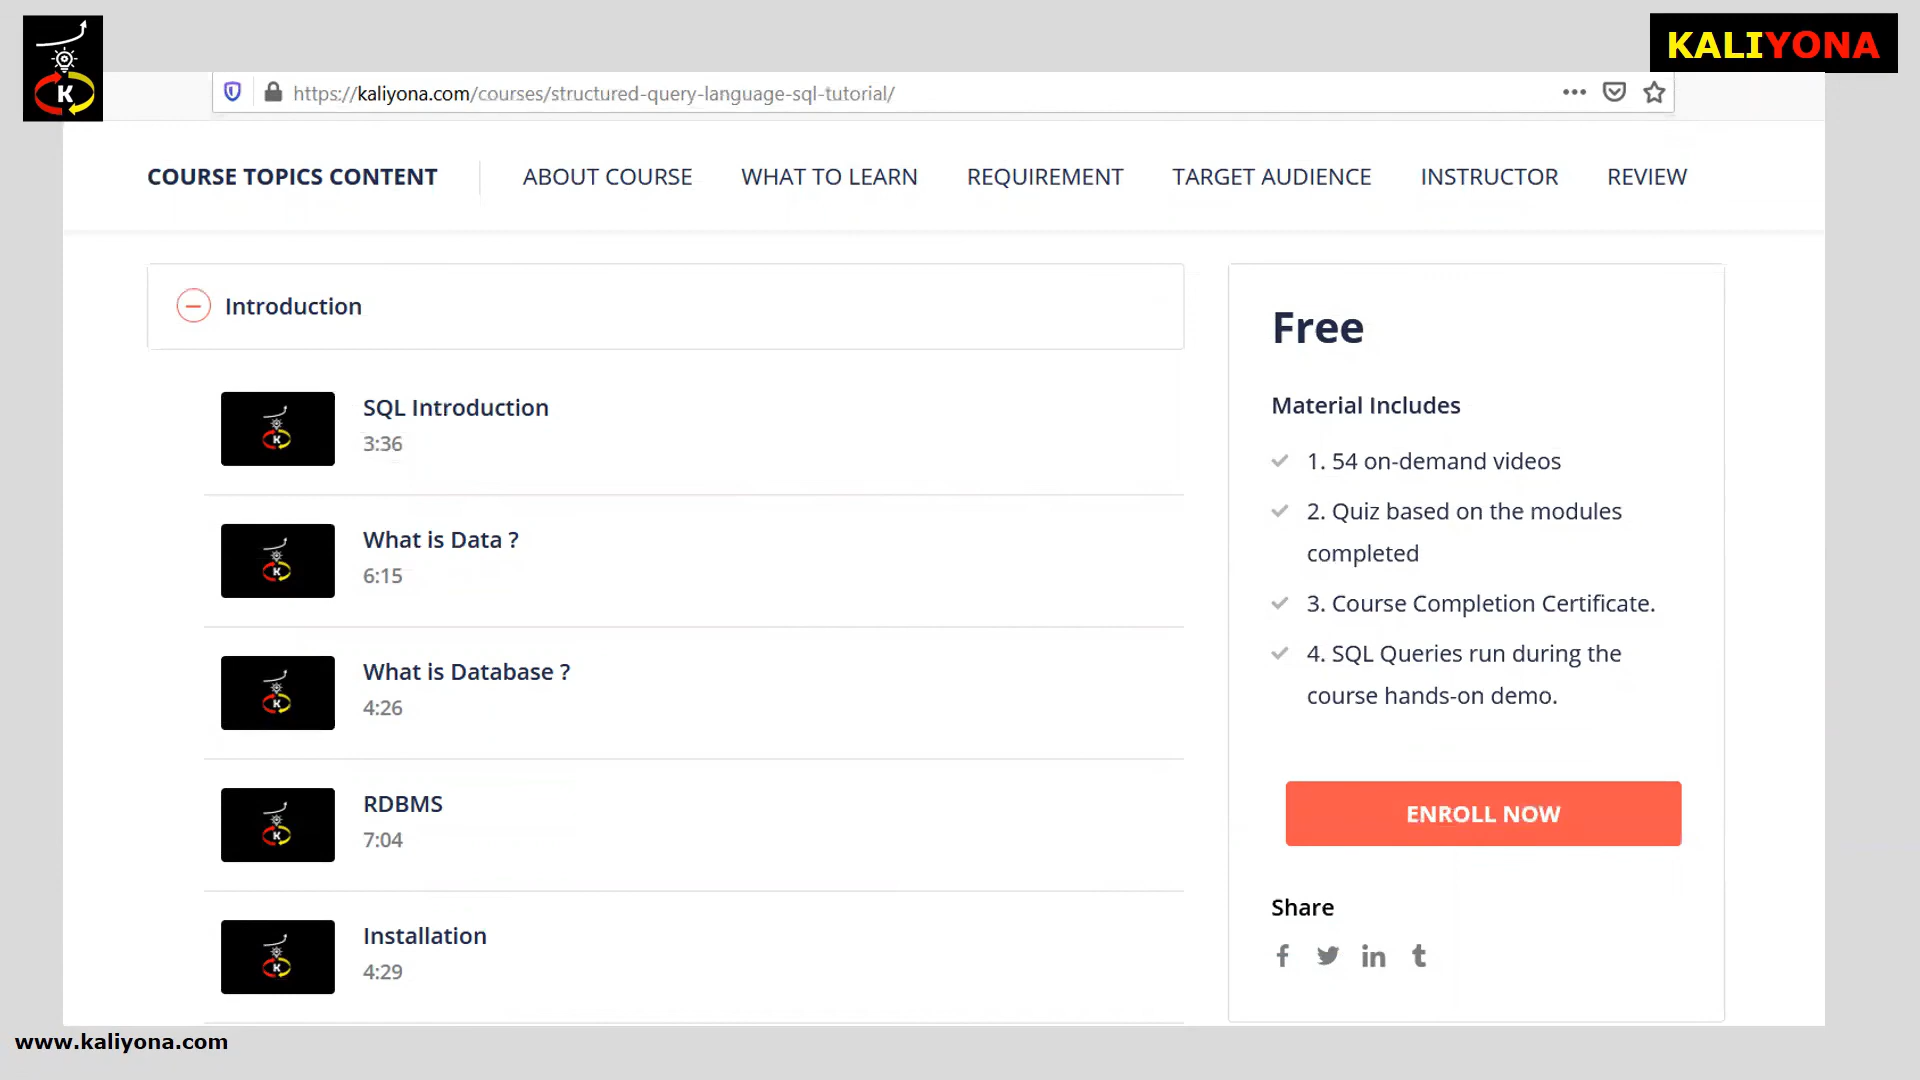 K
KALIYONA
https://kaliyona.com/courses/structured-query-language-sql-tutorial/
COURSE TOPICS CONTENT ABOUT COURSE WHAT TO LEARN REQUIREMENT TARGET AUDIENCE INSTRUCTOR REVIEW
Introduction
K
SQL Introduction
3:36
K
What is Data ?
6:15
K
What is Database ?
4:26
K
RDBMS
7:04
K
Installation
4:29
Free
Material Includes
1. 54 on-demand videos
2. Quiz based on the modules
completed
3. Course Completion Certificate.
4. SQL Queries run during the
course hands-on demo.
ENROLL NOW
Share
www.kaliyona.com